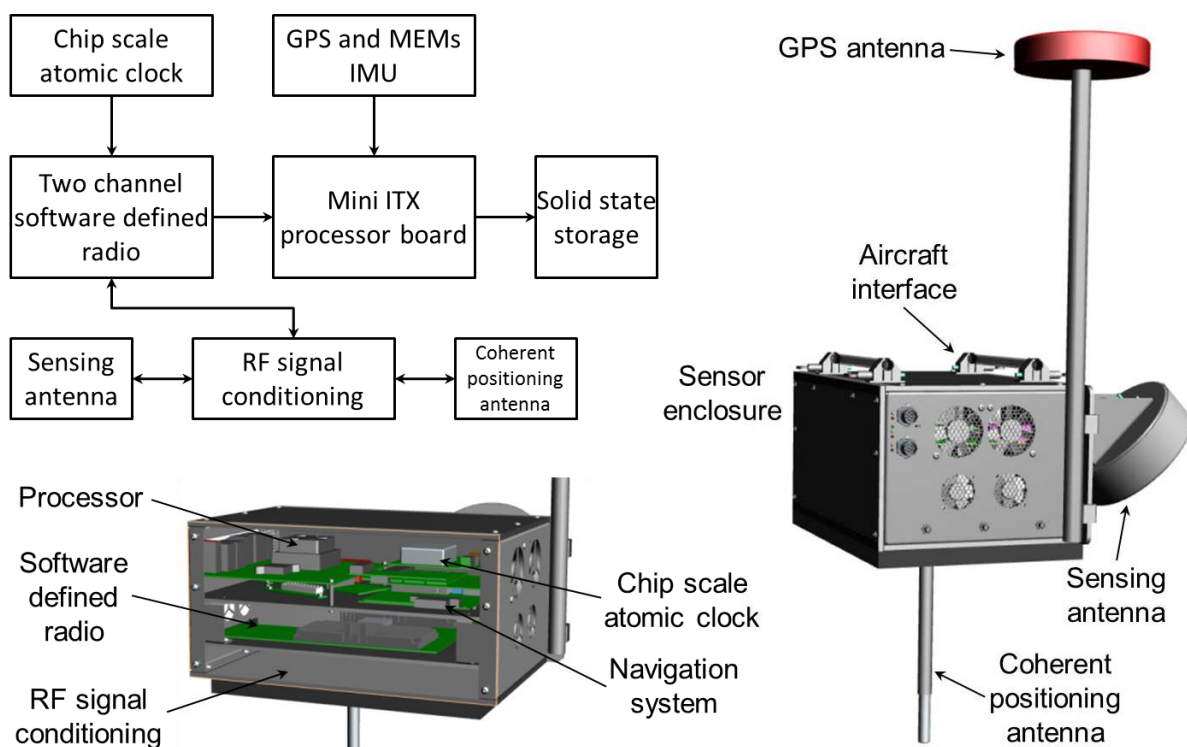 Chip scale
atomic clock
GPS and MEMs
IMU
Two channel
software defined
radio
Mini ITX
processor board
Solid state
storage
Sensing
antenna
RF signal
conditioning
Coherent
positioning
antenna
GPS antenna
Aircraft
interface
Sensor
enclosure
Sensing
antenna
Coherent
positioning
antenna
Processor
Software
defined
radio
RF signal
conditioning
Chip scale
atomic clock
Navigation
system